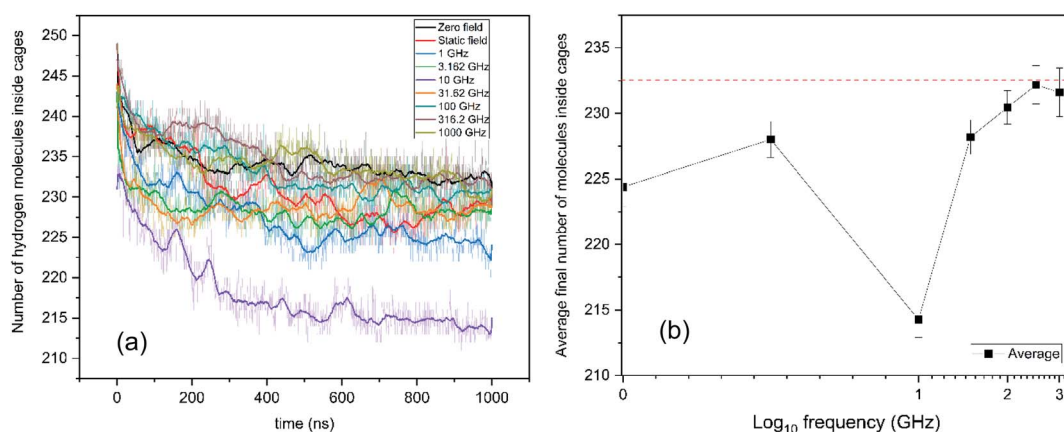 250
245
240
235
230
225
220
215
210
Number of hydrogen molecules inside cages
0
200
400
600
800
1000
time (ns)
(a)
Zero field
Static field
1 GHz
3.162 GHz
10 GHz
31.62 GHz
100 GHz
316.2 GHz
1000 GHz
235
230
225
220
215
210
Average final number of molecules inside cages
0
1
2
3
Log10 frequency (GHz)
(b)
Average